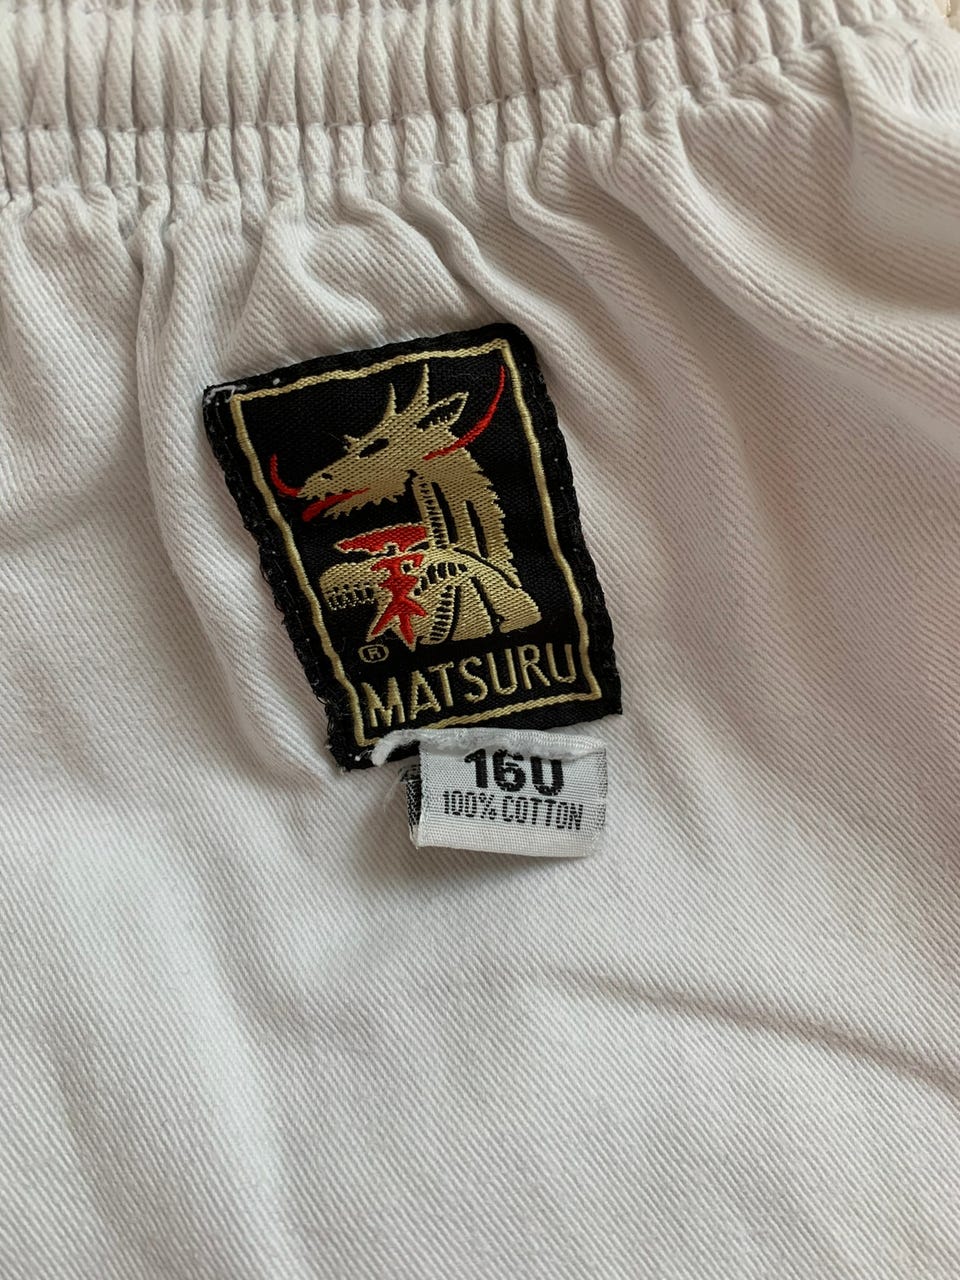 ®
MATSURU
160
100% COTTON